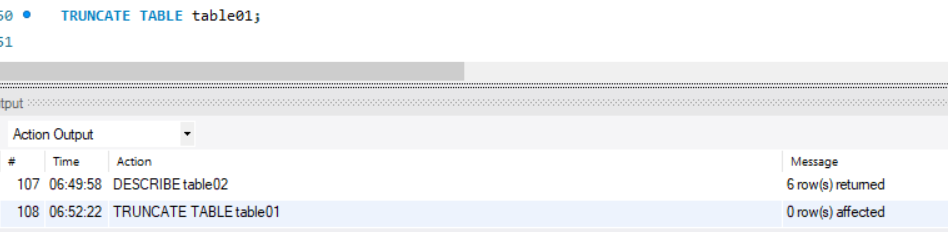 50 TRUNCATE TABLE table01;
51
tput
Action Output
# Time Action Message
107 06:49:58 DESCRIBE table02 6 row(s) returned
108 06:52:22 TRUNCATE TABLE table01 0 row(s) affected